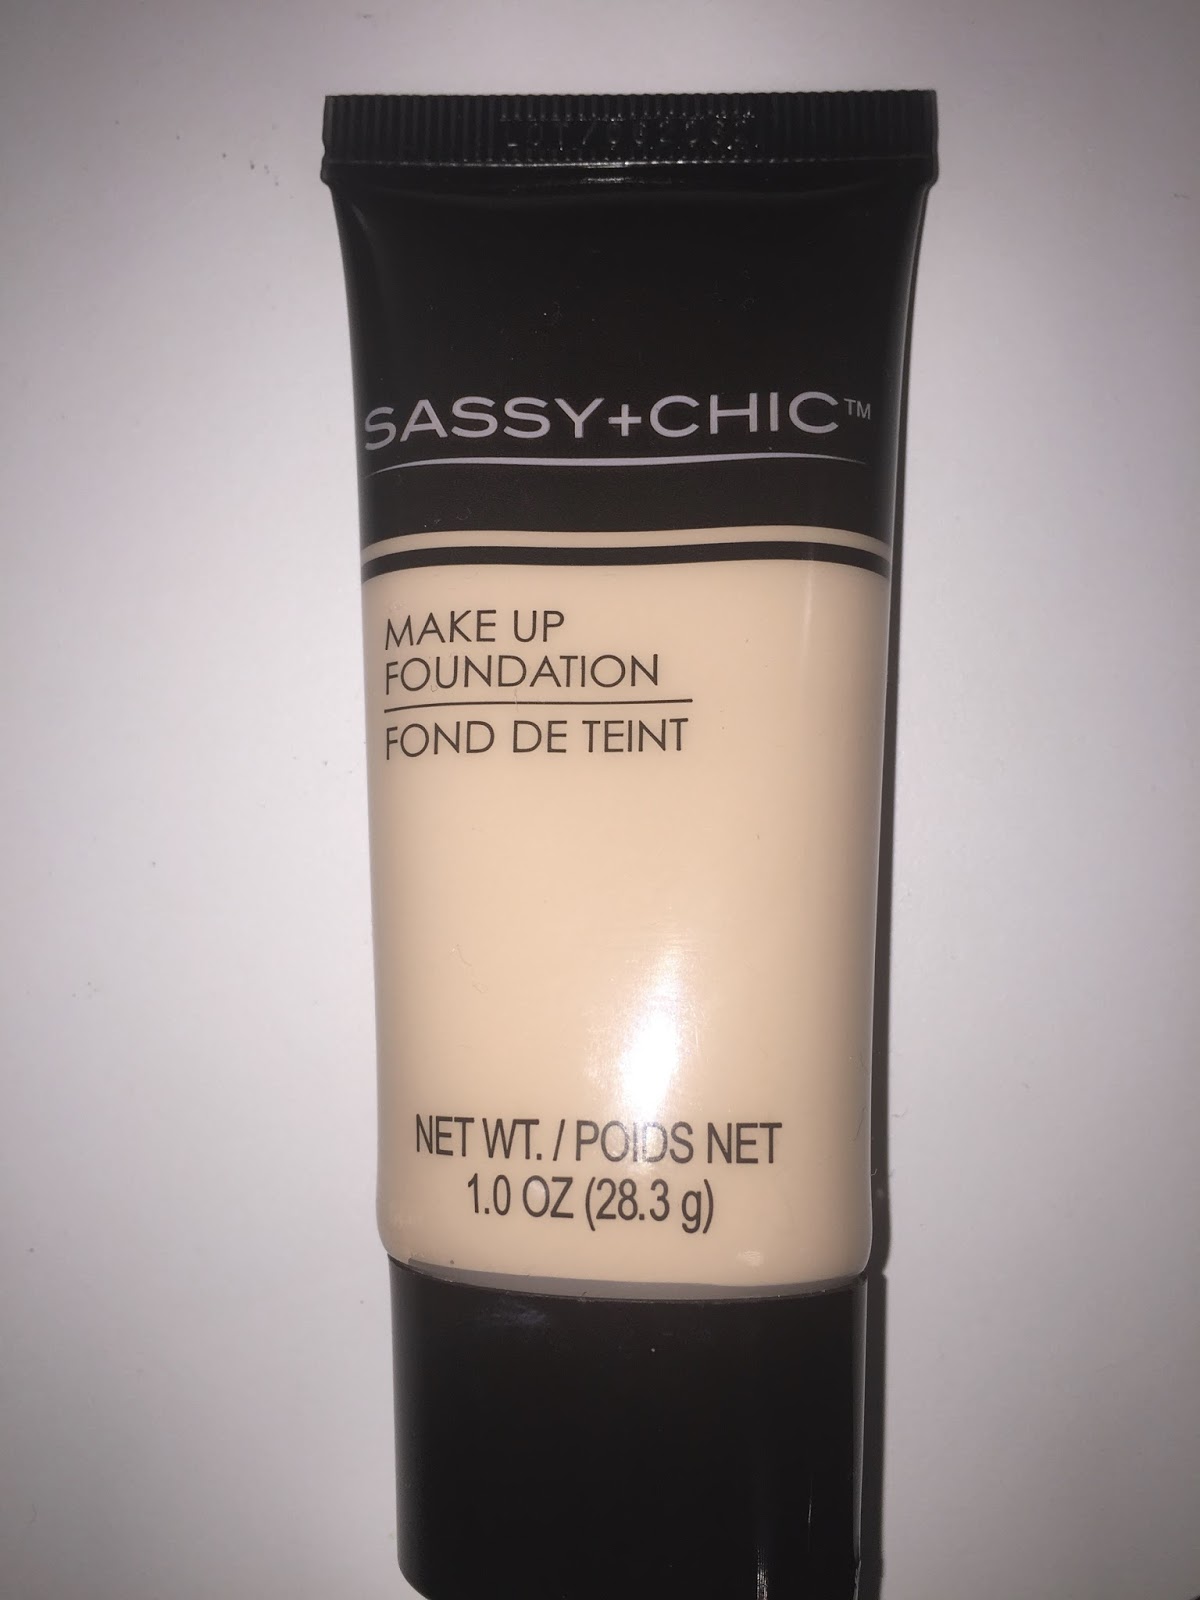 SASSY+CHIC™
MAKE UP
FOUNDATION
FOND DE TEINT
NET WT. / POIDS NET
1.0 OZ (28.3 g)